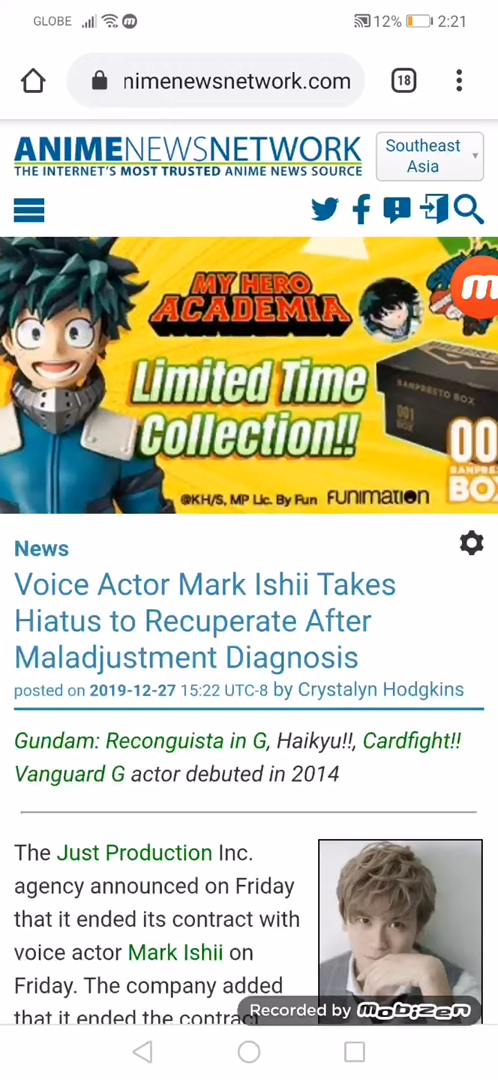 GLOBE 12% 2:21
nimenewsnetwork.com 18
ANIMENEWSNETWORK
THE INTERNET'S MOST TRUSTED ANIME NEWS SOURCE
Southeast
Asia
MY HERO
ACADEMIA
Limited Time
Collection!!
BANPRESTO BOX
001
BOX
00
BANPRE
BO
@KH/S, MP Lic. By Fun FUNIMATION
News
Voice Actor Mark Ishii Takes
Hiatus to Recuperate After
Maladjustment Diagnosis
posted on 2019-12-27 15:22 UTC-8 by Crystalyn Hodgkins
Gundam: Reconguista in G, Haikyu!!, Cardfight!!
Vanguard G actor debuted in 2014
The Just Production Inc.
agency announced on Friday
that it ended its contract with
voice actor Mark Ishii on
Friday. The company added
that it ended the contract
Recorded by mobizen